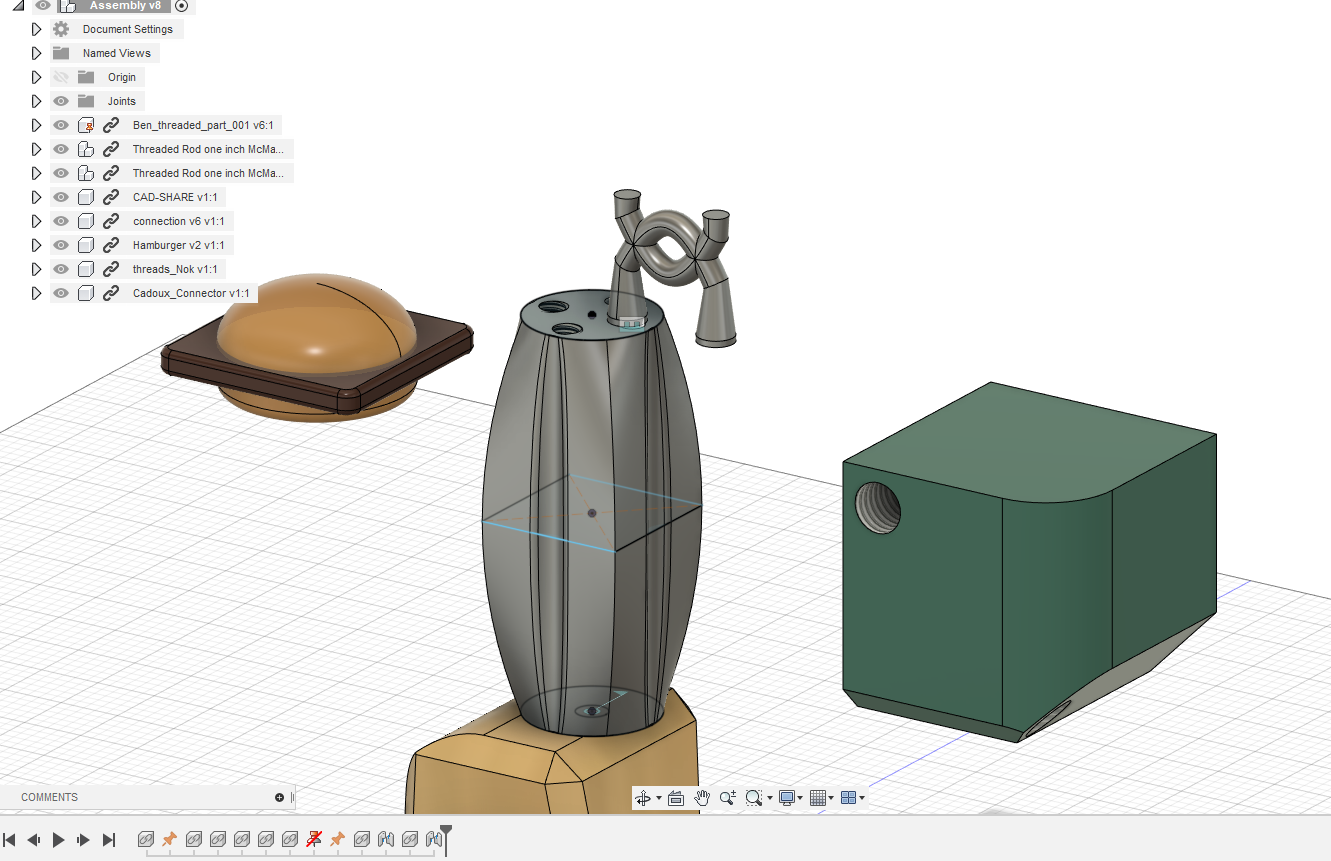 Assembly v8
Document Settings
Named Views
Origin
Joints
Ben_threaded_part_001 v6:1
Threaded Rod one inch McMa...
Threaded Rod one inch McMa...
CAD-SHARE v1:1
connection v6 v1:1
Hamburger v2 v1:1
threads_Nok v1:1
Cadoux_Connector v1:1
COMMENTS